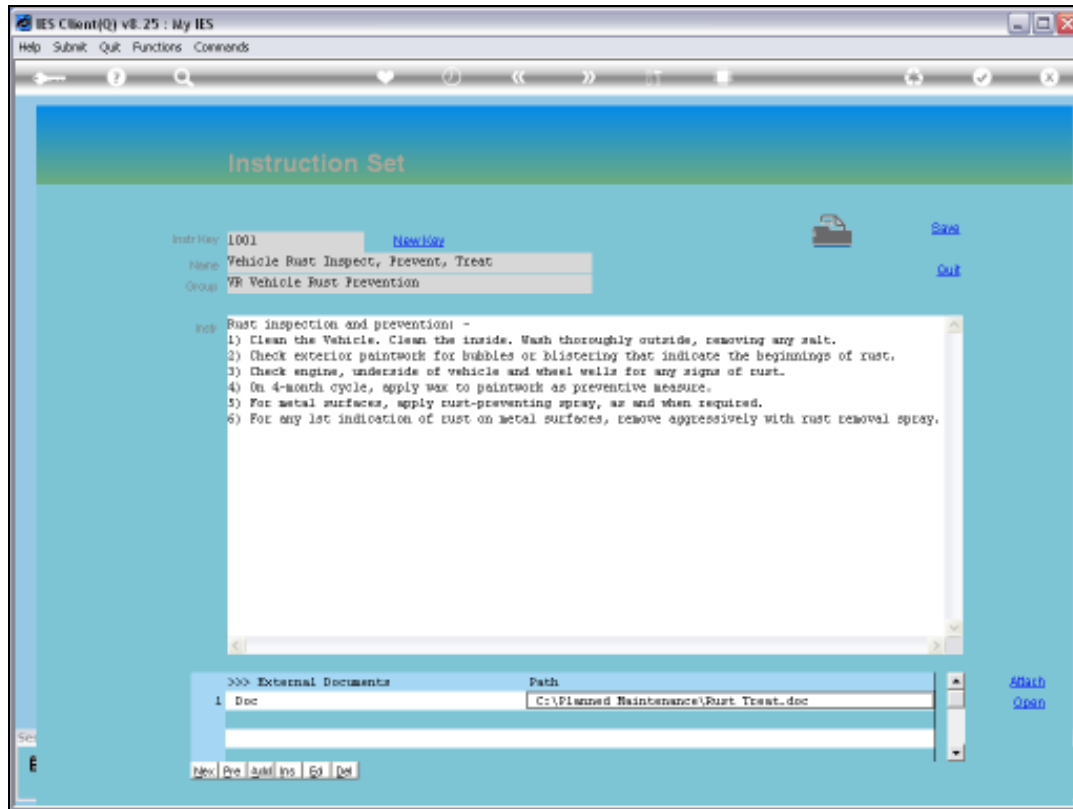 IES Client(Q) v8.25 : My IES
Help Submit Quit Functions Commands
Instruction Set
Instr Key 1001 New Key
Save
Name Vehicle Rust Inspect, Prevent, Treat
Quit
Group VR Vehicle Rust Prevention
Instr Rust inspection and prevention: -
1) Clean the Vehicle. Clean the inside. Wash thoroughly outside, removing any salt.
2) Check exterior paintwork for bubbles or blistering that indicate the beginnings of rust.
3) Check engine, underside of vehicle and wheel wells for any signs of rust.
4) On 4-month cycle, apply wax to paintwork as preventive measure.
5) For metal surfaces, apply rust-preventing spray, as and when required.
6) For any 1st indication of rust on metal surfaces, remove aggressively with rust removal spray.
>>> External Documents Path
Attach
1 Doc C:\Planned Maintenance\Rust Treat.doc
Open
Nex Pre Add Ins Ed Del